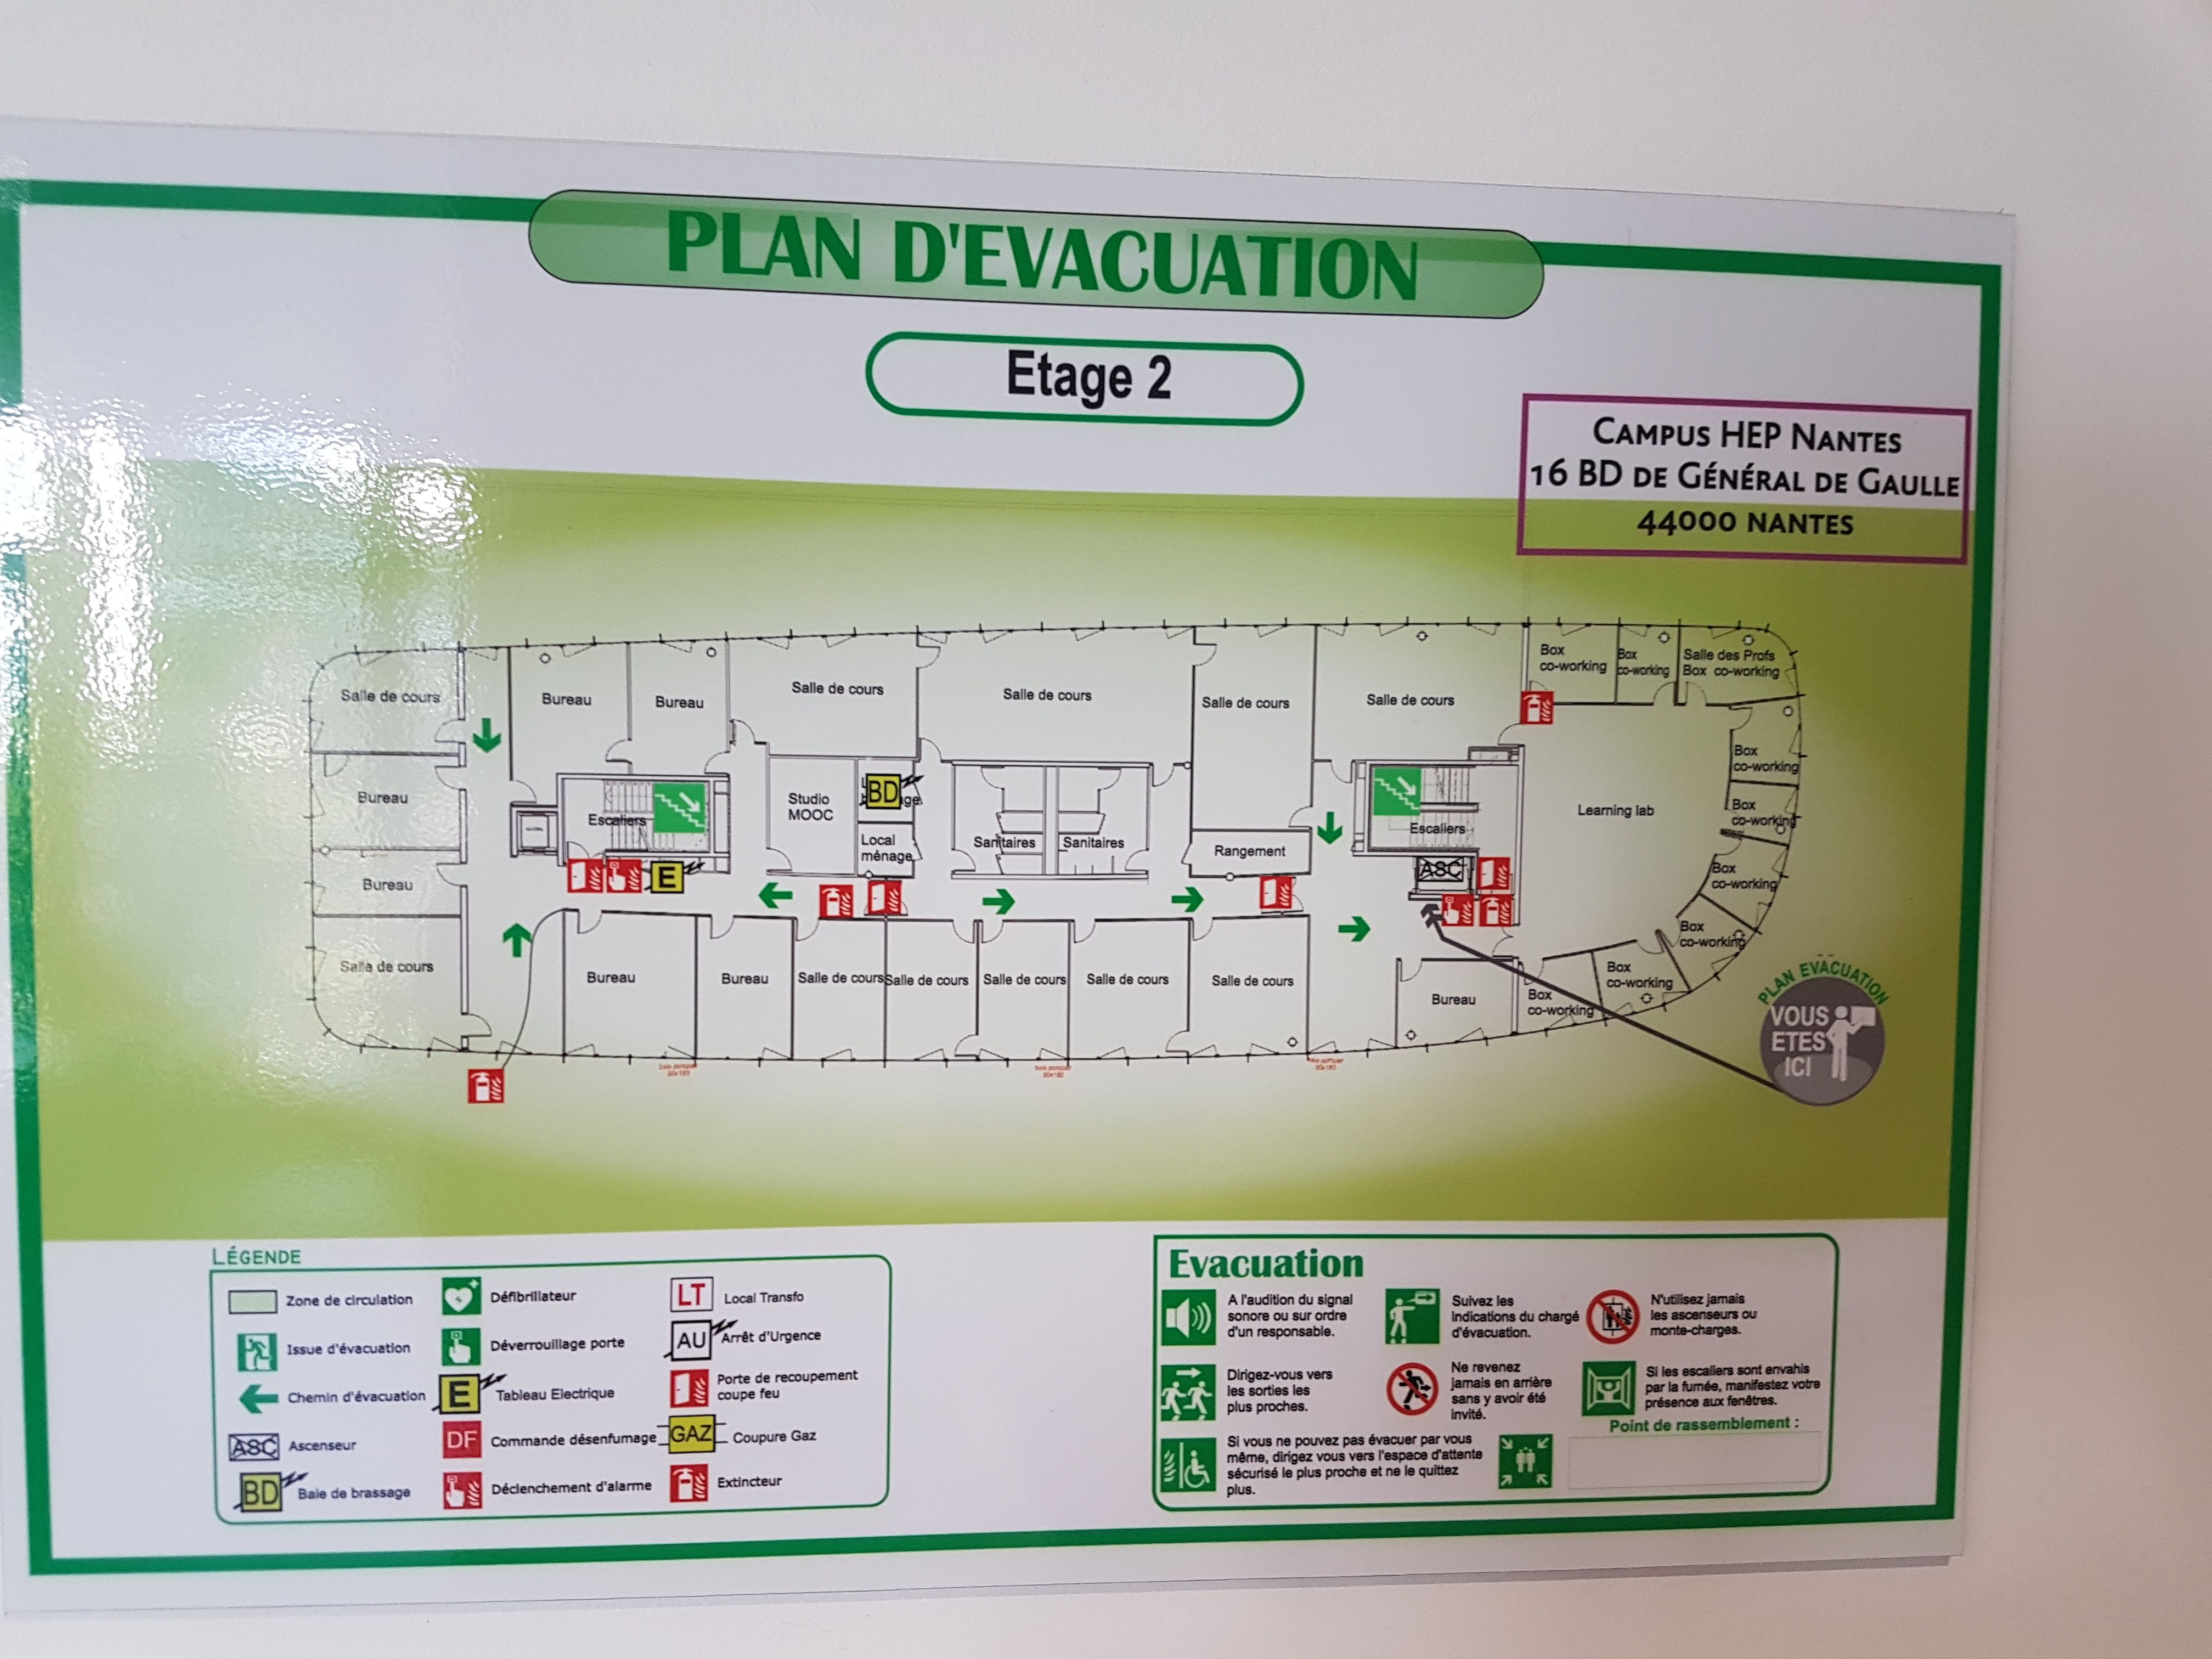 PLAN D'EVACUATION
Etage 2
CAMPUS HEP NANTES
16 BD DE GÉNÉRAL DE GAULLE
44000 NANTES
Salle de cours
Bureau
Bureau
Salle de cours
Salle de cours
Salle de cours
Salle de cours
Box
co-working
Box
co-working
Salle des Profs
Box co-working
Bureau
Bureau
Salle de cours
Escaliers
E
Studio
MOOC
BD
Local
ménage
Sanitaires
Sanitaires
Rangement
Escaliers
ASC
Learning lab
Box
co-working
Box
co-working
Box
co-working
Box
co-working
Box
co-working
Box
co-working
Bureau
Bureau
Salle de cours
Salle de cours
Salle de cours
Salle de cours
Salle de cours
Bureau
PLAN EVACUATION
VOUS
ETES
ICI
LÉGENDE
Zone de circulation
Issue d'évacuation
Chemin d'évacuation
ASC Ascenseur
BD Baie de brassage
Défibrillateur
Déverrouillage porte
E Tableau Electrique
DF Commande désenfumage
Déclenchement d'alarme
LT Local Transfo
AU Arrêt d'Urgence
Porte de recoupement
coupe feu
GAZ Coupure Gaz
Extincteur
Evacuation
A l'audition du signal
sonore ou sur ordre
d'un responsable.
Suivez les
indications du chargé
d'évacuation.
N'utilisez jamais
les ascenseurs ou
monte-charges.
Dirigez-vous vers
les sorties les
plus proches.
Ne revenez
jamais en arrière
sans y avoir été
invité.
Si les escaliers sont envahis
par la fumée, manifestez votre
présence aux fenêtres.
Si vous ne pouvez pas évacuer par vous
même, dirigez vous vers l'espace d'attente
sécurisé le plus proche et ne le quittez
plus.
Point de rassemblement :